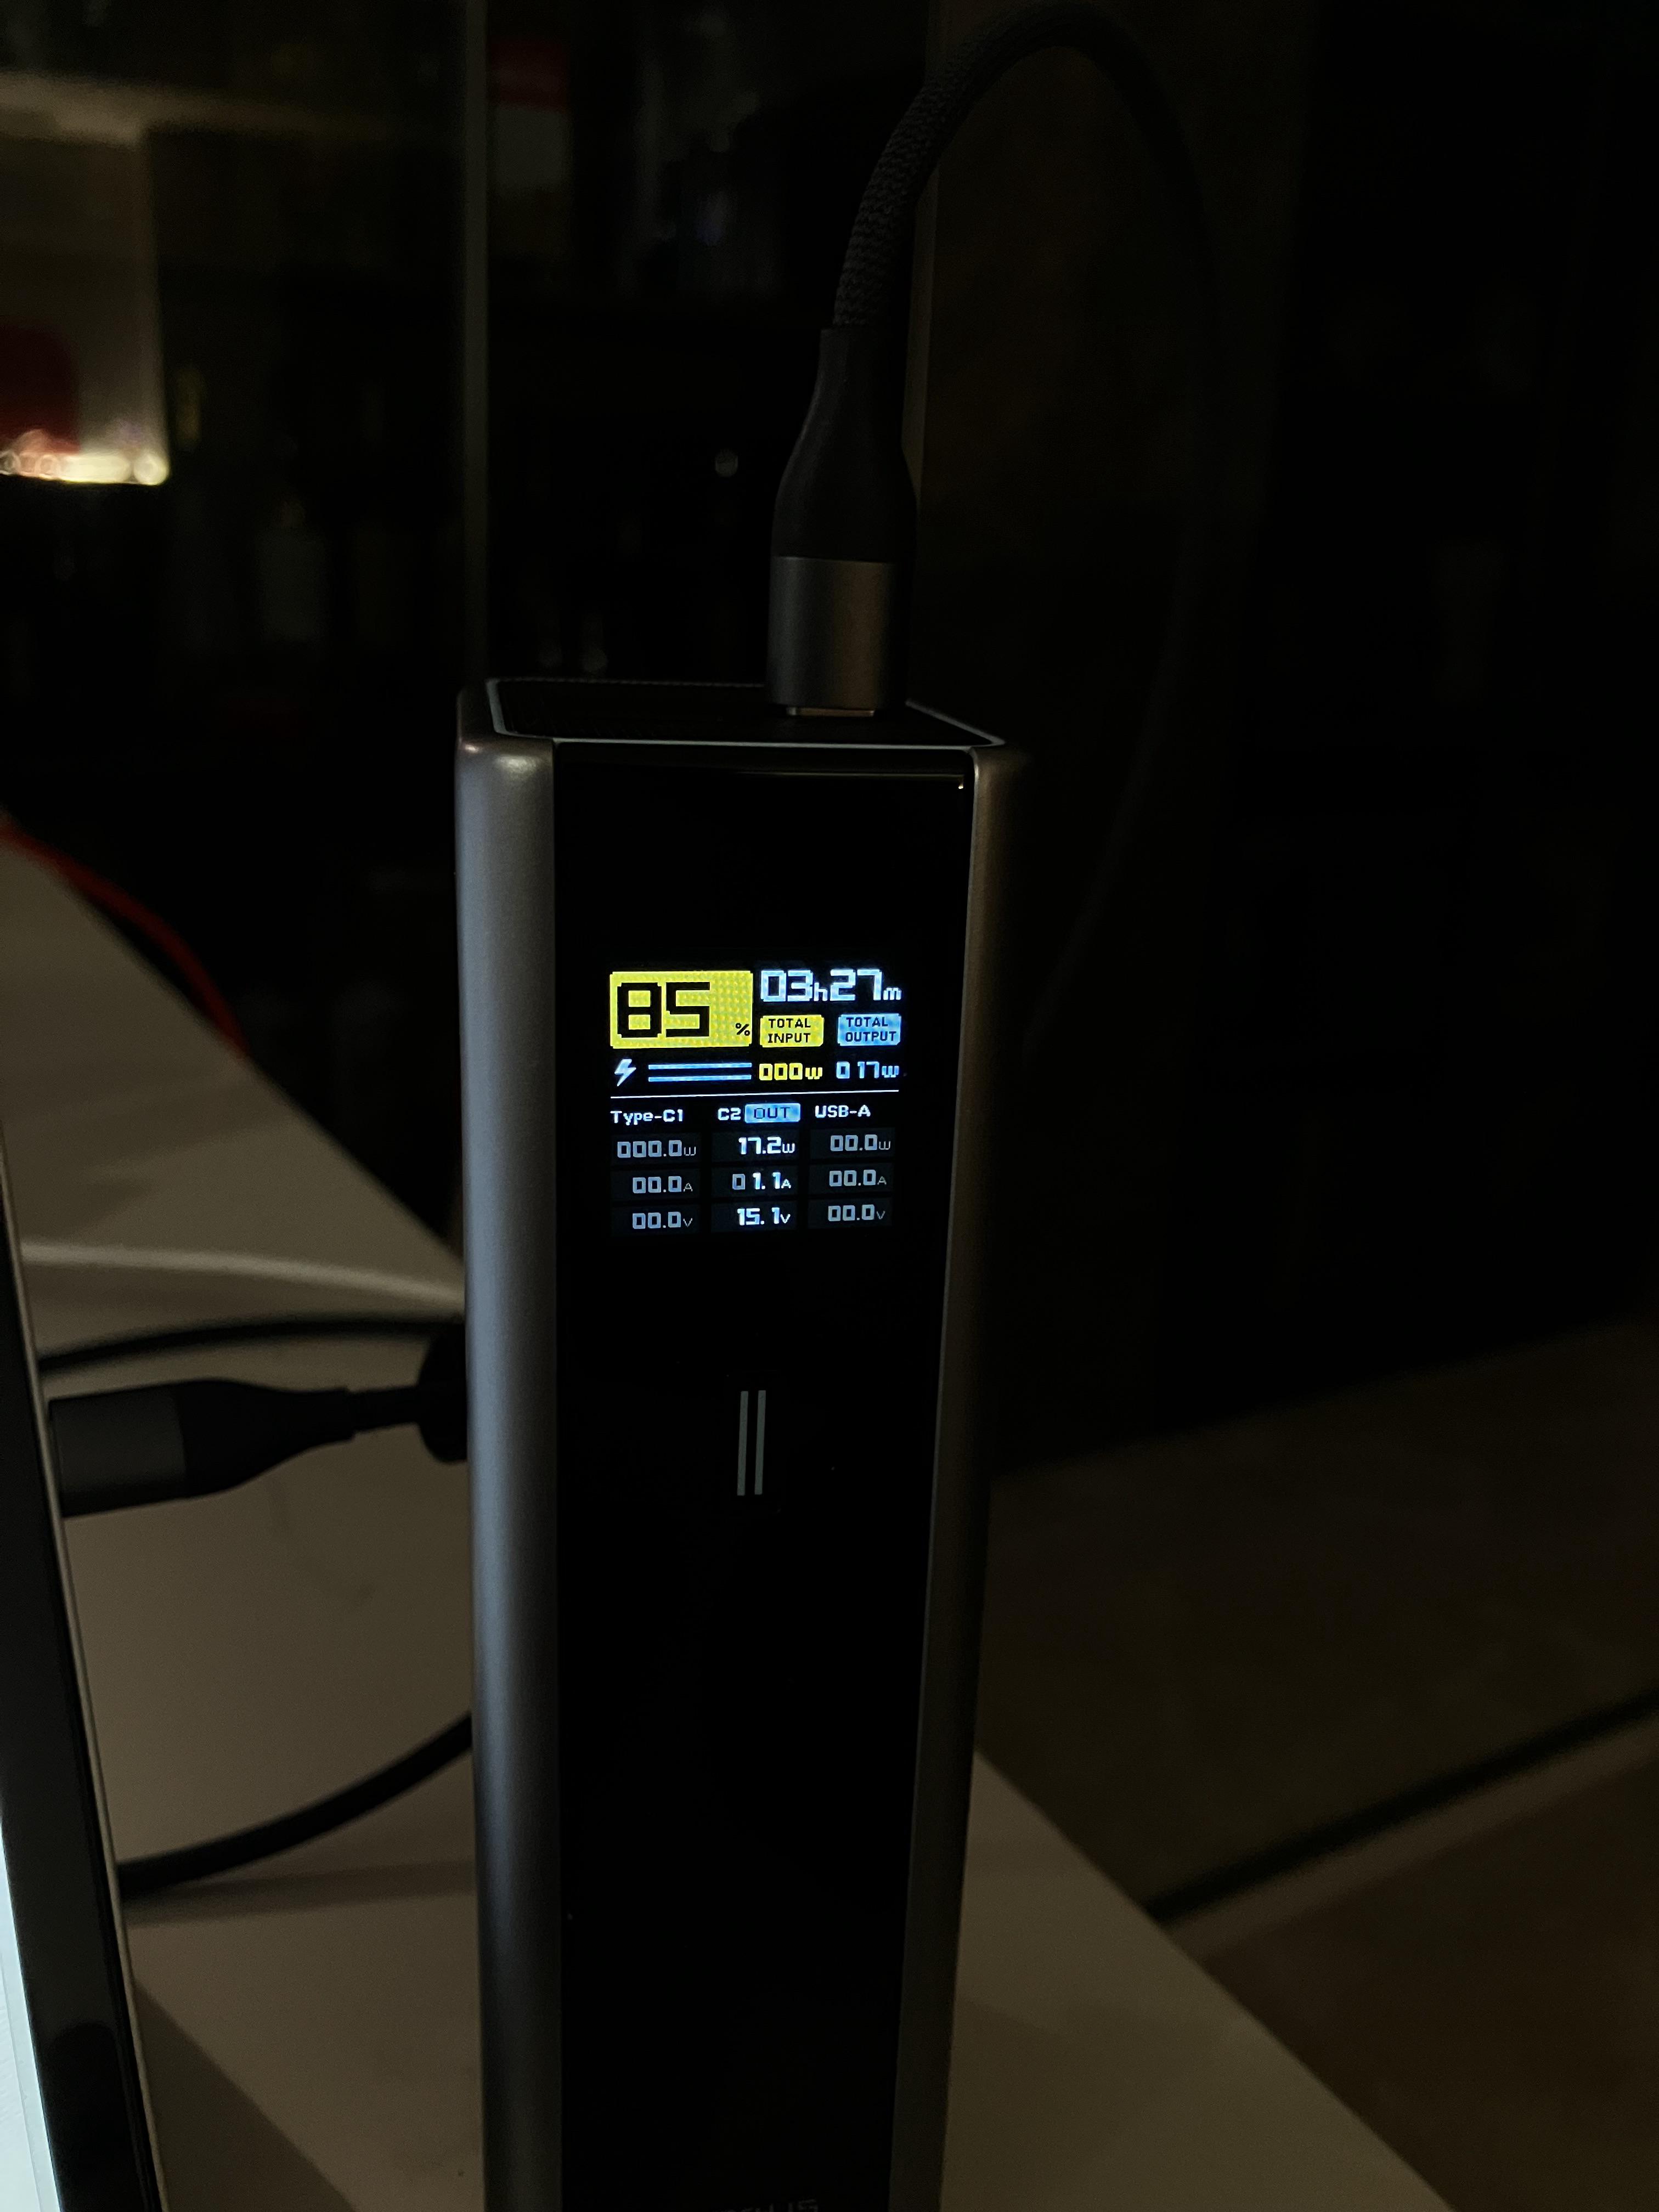 85% 03h27m
TOTAL INPUT TOTAL OUTPUT
000w 017w
Type-C1 C2 OUT USB-A
000.0w 17.2w 00.0w
00.0A 01.1A 00.0A
00.0v 15.1v 00.0v